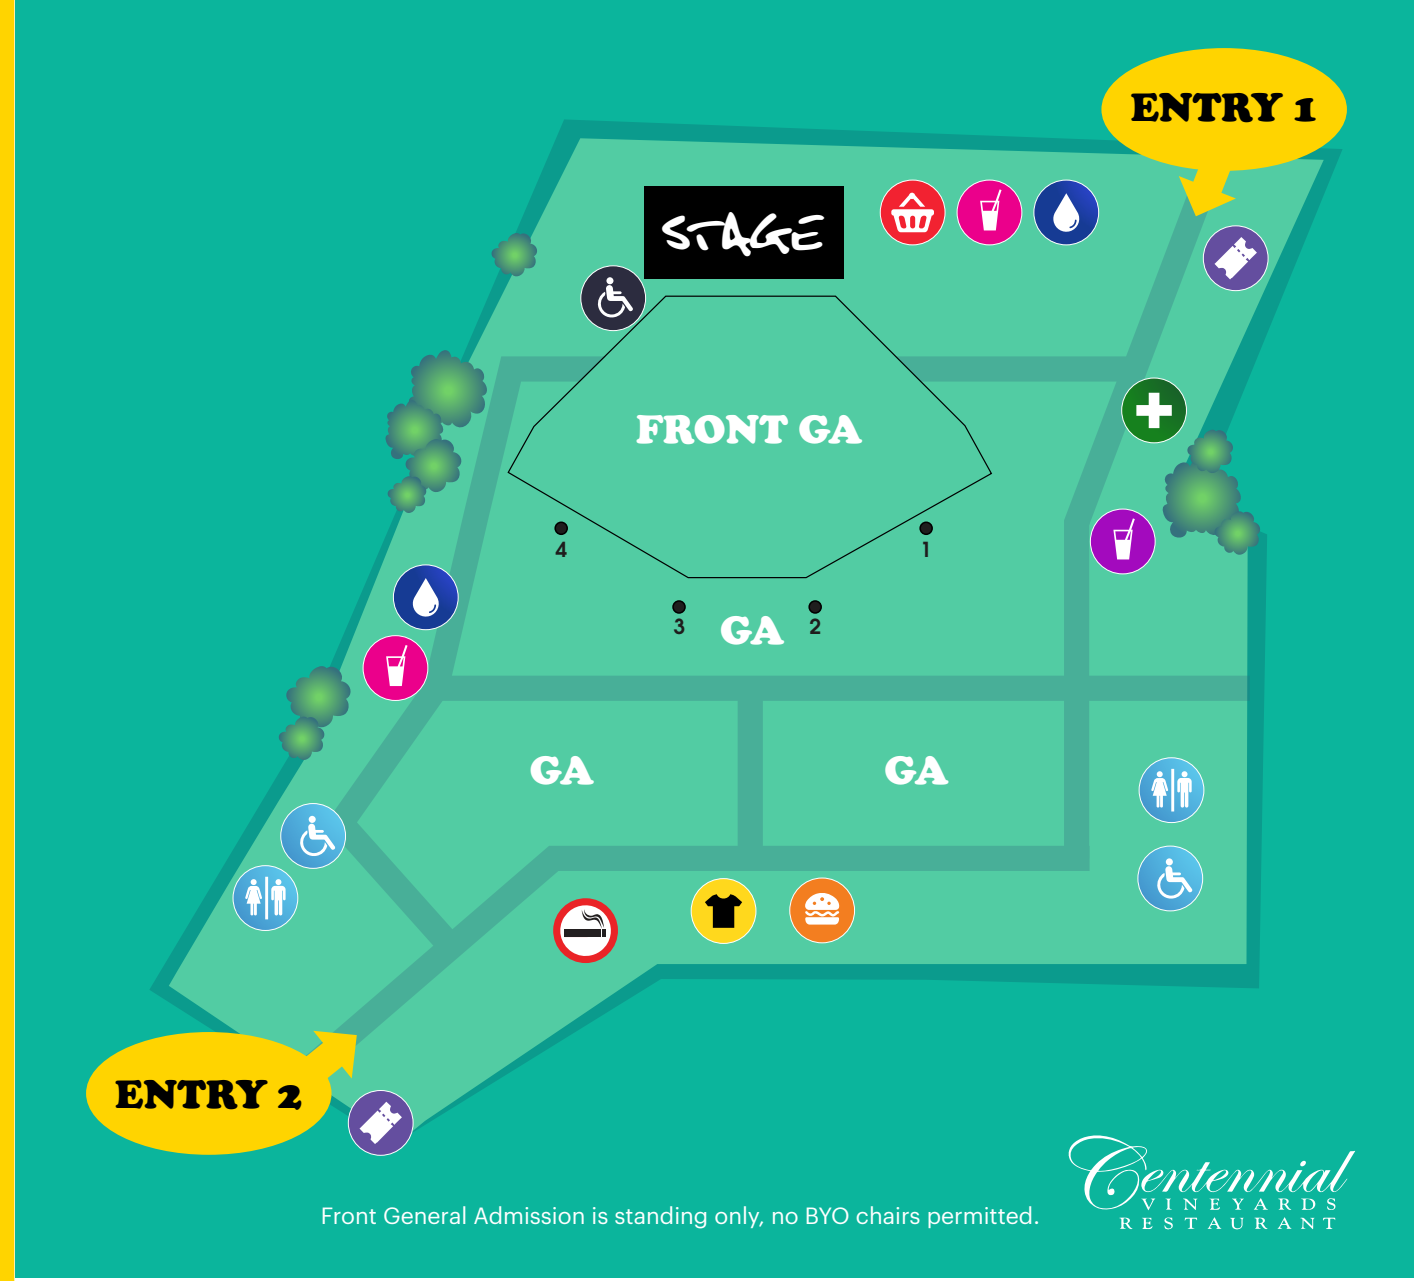 ENTRY 1
STAGE
FRONT GA
4
1
3
GA
2
GA
GA
ENTRY 2
Centennial
VINEYARDS
RESTAURANT
Front General Admission is standing only, no BYO chairs permitted.